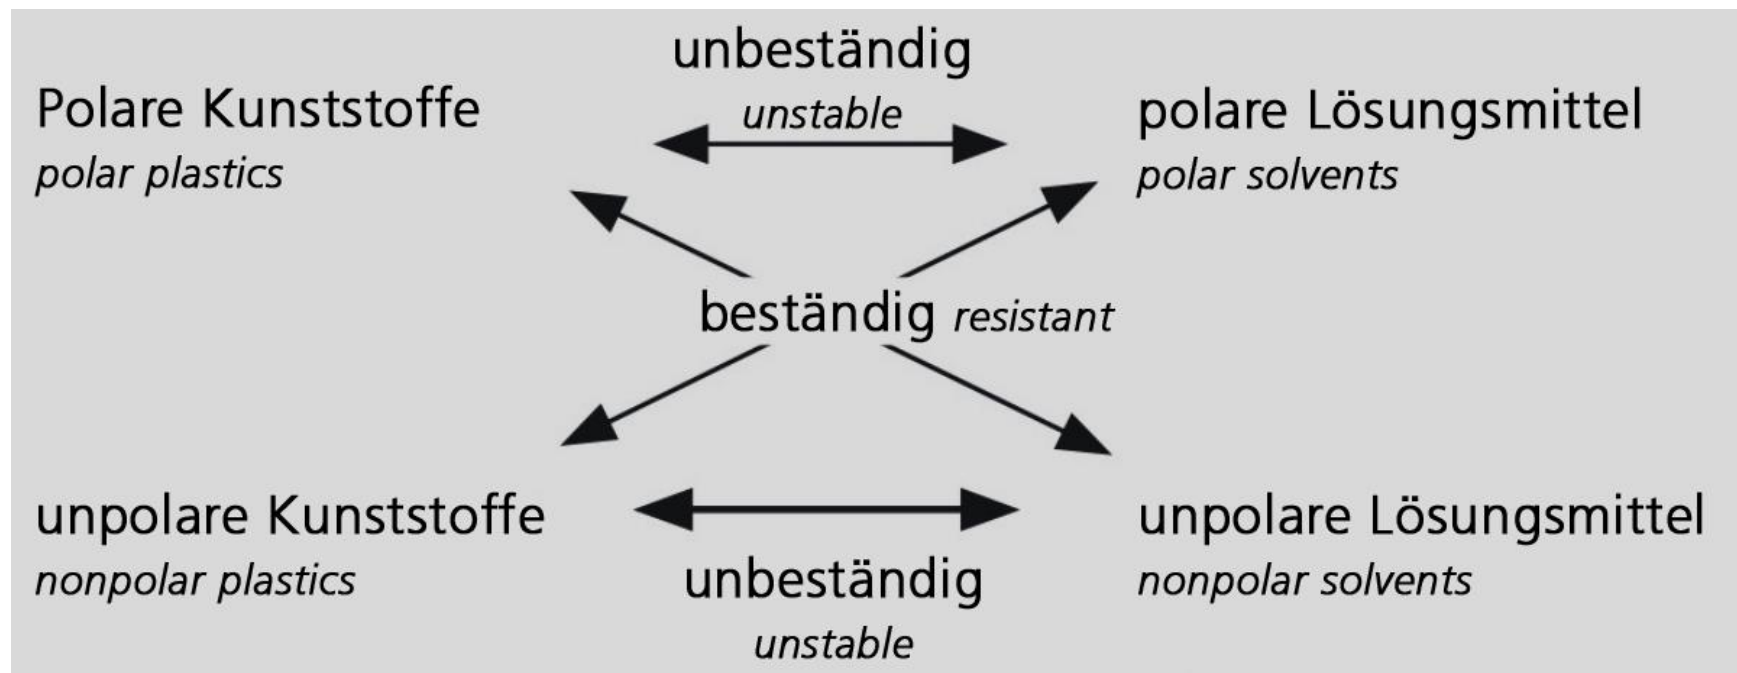 unbeständig
unstable
Polare Kunststoffe
polar plastics
polare Lösungsmittel
polar solvents
beständig resistant
unpolare Kunststoffe
nonpolar plastics
unpolare Lösungsmittel
nonpolar solvents
unbeständig
unstable